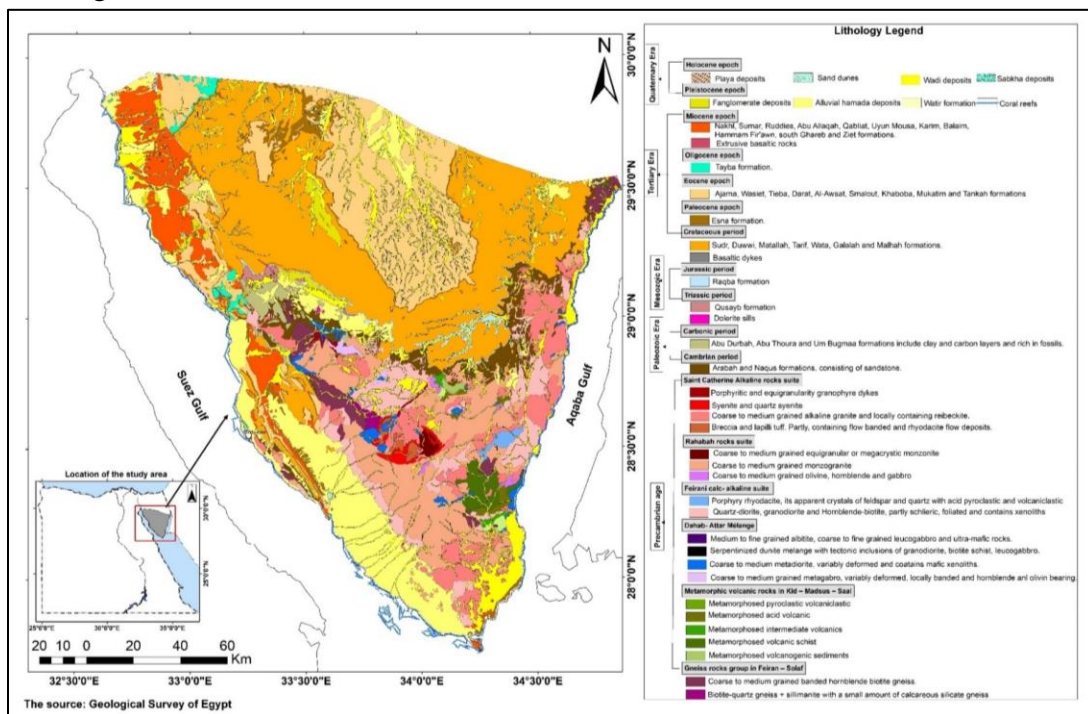 Lithology Legend
Quaternary Era
Holocene epoch
Playa deposits
Sand dunes
Wadi deposits
Sabkha deposits
Pleistocene epoch
Fanglomerate deposits
Alluvial hamada deposits
Watir formation
Coral reefs
Tertiary Era
Miocene epoch
Nakhl, Sumar, Ruddies, Abu Allaqah, Qabliat, Uyun Mousa, Karim, Balaim,
Hammam Fir'awn, south Ghareb and Ziet formations.
Extrusive basaltic rocks
Oligocene epoch
Tayba formation.
Eocene epoch
Ajama, Wasiet, Tieba, Darat, Al-Awsat, Smalout, Khaboba, Mukatim and Tankah formations
Paleocene epoch
Esna formation.
Mesozoic Era
Cretaceous period
Sudr, Duwwi, Matallah, Tarif, Wata, Galalah and Malhah formations.
Basaltic dykes
Jurassic period
Raqba formation
Triassic period
Qusayb formation
Dolerite sills
Paleozoic Era
Carbonic period
Abu Durbah, Abu Thoura and Um Bugmaa formations include clay and carbon layers and rich in fossils.
Cambrian period
Arabah and Naqus formations, consisting of sandstone.
Precambrian age
Saint Catherine Alkaline rocks suite
Porphyritic and equigranularity granophyre dykes
Syenite and quartz syenite
Coarse to medium grained alkaline granite and locally containing reibeckite.
Breccia and lapilli tuff. Partly, containing flow banded and rhyodacite flow deposits.
Rahabah rocks suite
Coarse to medium grained equigranular or megacrystic monzonite
Coarse to medium grained monzogranite
Coarse to medium grained olivine, hornblende and gabbro
Feirani calc- alkaline suite
Porphyry rhyodacite, its apparent crystals of feldspar and quartz with acid pyroclastic and volcaniclastic
Quartz-diorite, granodiorite and Hornblende-biotite, partly schileric, foliated and contains xenoliths
Dahab- Attar Mélange
Medium to fine grained albitite, coarse to fine grained leucogabbro and ultra-mafic rocks.
Serpentinized dunite melange with tectonic inclusions of granodiorite, biotite schist, leucogabbro.
Coarse to medium metadiorite, variably deformed and coatains mafic xenoliths.
Coarse to medium grained metagabro, variably deformed, locally banded and hornblende anl olivin bearing.
Metamorphic volcanic rocks in Kid – Madsus – Saal
Metamorphosed pyroclastic volcaniclastic
Metamorphosed acid volcanic
Metamorphosed intermediate volcanics
Metamorphosed volcanic schist
Metamorphosed volcanogenic sediments
Gneiss rocks group in Feiran – Solaf
Coarse to medium grained banded hornblende biotite gneiss.
Biotite-quartz gneiss + sillimanite with a small amount of calcareous silicate gneiss
N
30°0'0"N
29°30'0"N
29°0'0"N
28°30'0"N
28°0'0"N
Suez Gulf
Aqaba Gulf
Location of the study area
25°0'0"E
30°0'0"E
35°0'0"E
20 10 0 20 40 60
Km
32°30'0"E
33°0'0"E
33°30'0"E
34°0'0"E
34°30'0"E
The source: Geological Survey of Egypt